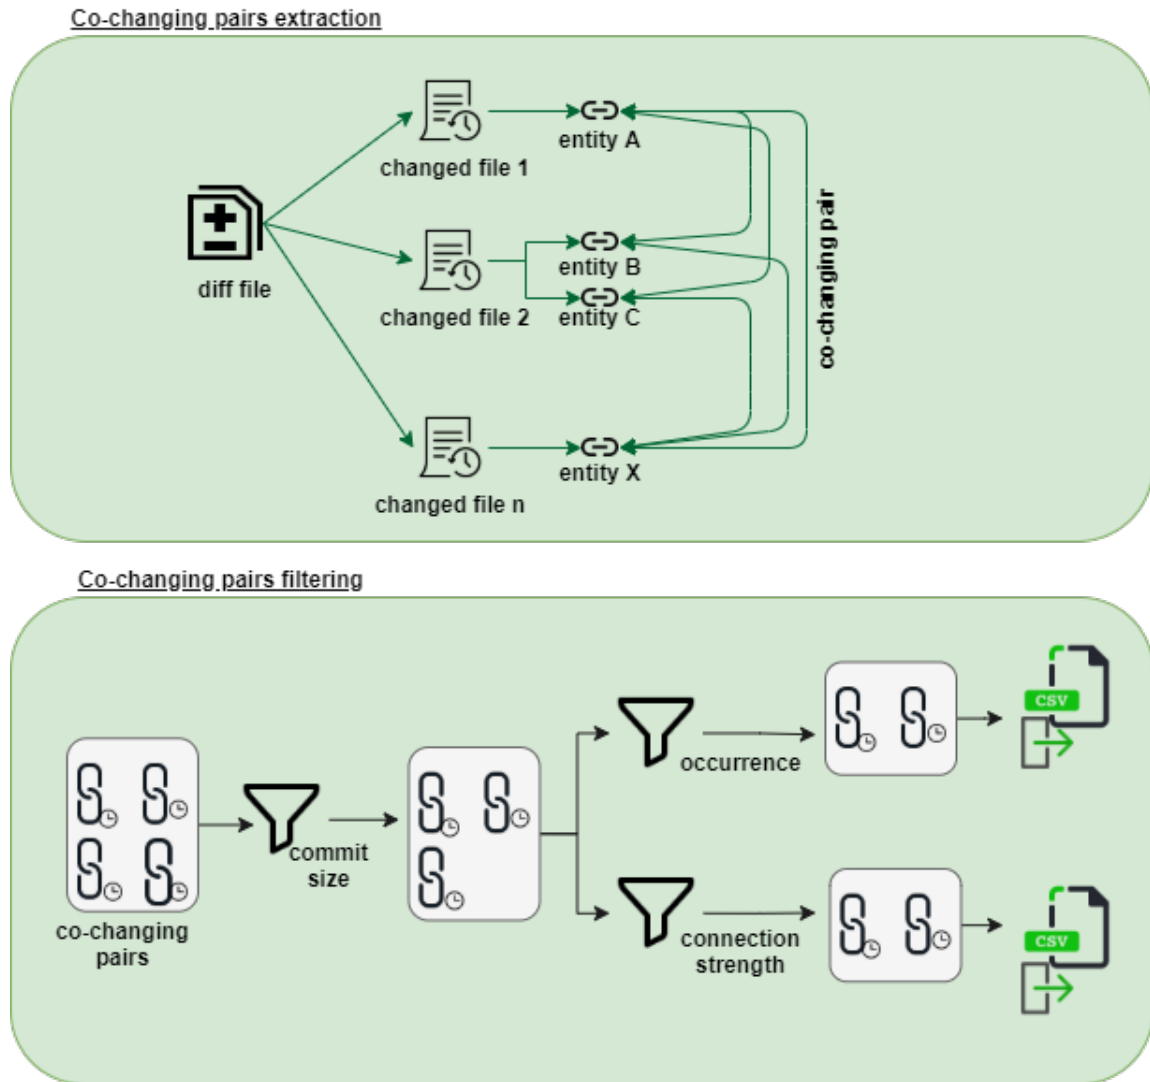 Co-changing pairs extraction
changed file 1
entity A
diff file
changed file 2
entity B
entity C
co-changing pair
changed file n
entity X
Co-changing pairs filtering
co-changing
pairs
commit
size
occurrence
CSV
connection
strength
CSV